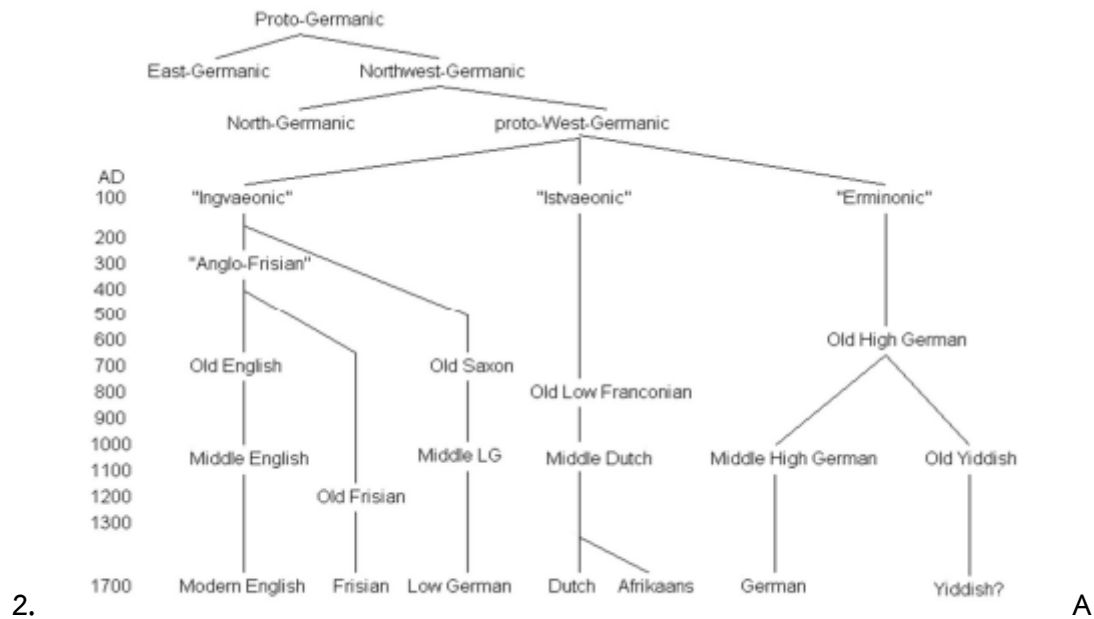 Proto-Germanic
East-Germanic Northwest-Germanic
North-Germanic proto-West-Germanic
AD
100 "Ingvaeonic" "Istvaeonic" "Erminonic"
200
300 "Anglo-Frisian"
400
500
600 Old High German
700 Old English Old Saxon
800 Old Low Franconian
900
1000 Middle English Middle LG Middle Dutch Middle High German Old Yiddish
1100
1200 Old Frisian
1300
1700 Modern English Frisian Low German Dutch Afrikaans German Yiddish?
2. A